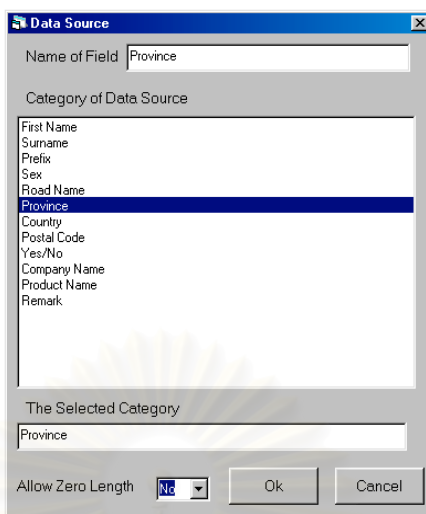 Data Source
Name of Field Province
Category of Data Source
First Name
Surname
Prefix
Sex
Road Name
Province
Country
Postal Code
Yes/No
Company Name
Product Name
Remark
The Selected Category
Province
Allow Zero Length No Ok Cancel